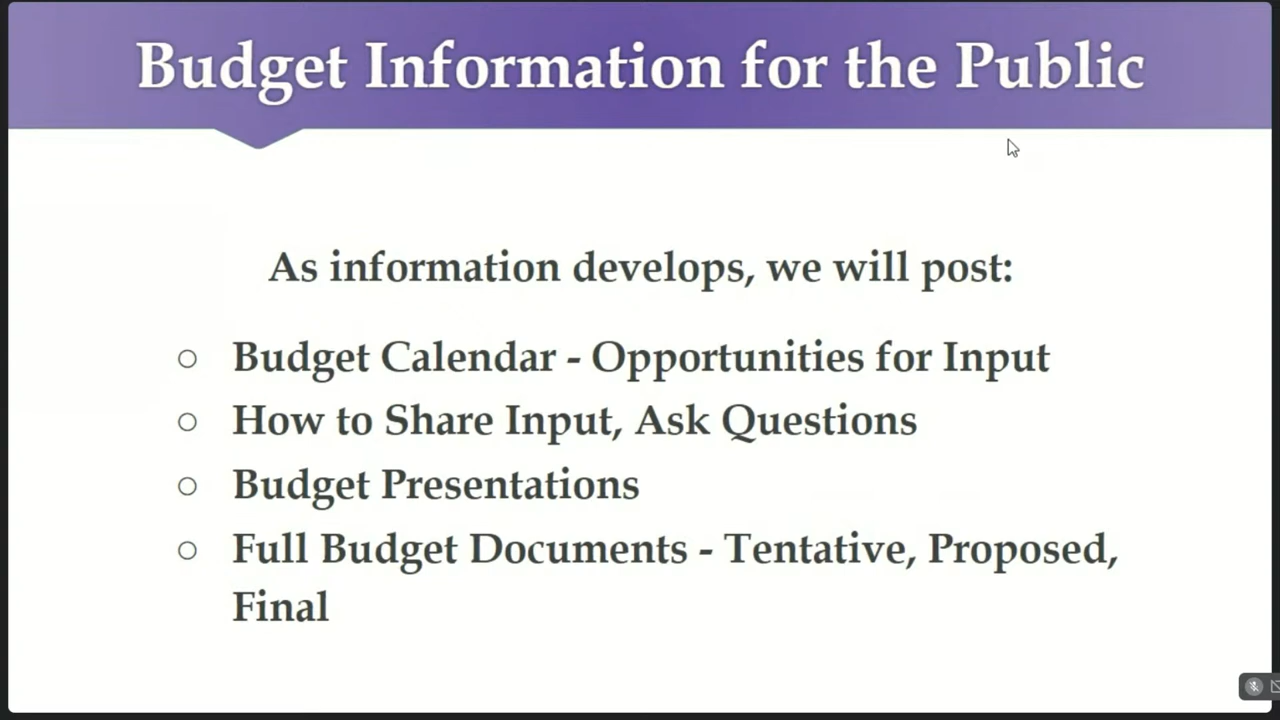 Budget Information for the Public
As information develops, we will post:
○ Budget Calendar - Opportunities for Input
○ How to Share Input, Ask Questions
○ Budget Presentations
○ Full Budget Documents - Tentative, Proposed,
Final